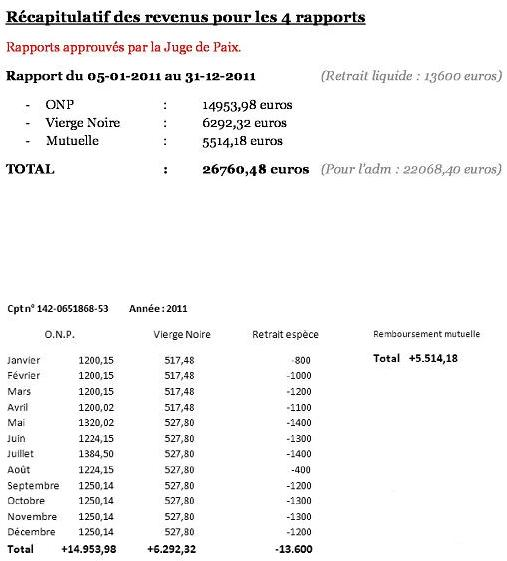 Récapitulatif des revenus pour les 4 rapports
Rapports approuvés par la Juge de Paix.
Rapport du 05-01-2011 au 31-12-2011 (Retrait liquide : 13600 euros)
- ONP : 14953,98 euros
- Vierge Noire : 6292,32 euros
- Mutuelle : 5514,18 euros
TOTAL : 26760,48 euros (Pour l'adm : 22068,40 euros)
Cptn° 142-0651868-53 Année : 2011
O.N.P. Vierge Noire Retrait espèce Remboursement mutuelle
Janvier 1200,15 517,48 -800 Total +5.514,18
Février 1200,15 517,48 -1000
Mars 1200,15 517,48 -1200
Avril 1200,02 517,48 -1100
Mai 1320,02 527,80 -1400
Juin 1224,15 527,80 -1300
Juillet 1384,50 527,80 -1400
Août 1224,15 527,80 -400
Septembre 1250,14 527,80 -1200
Octobre 1250,14 527,80 -1300
Novembre 1250,14 527,80 -1300
Décembre 1250,14 527,80 -1200
Total +14.953,98 +6.292,32 -13.600